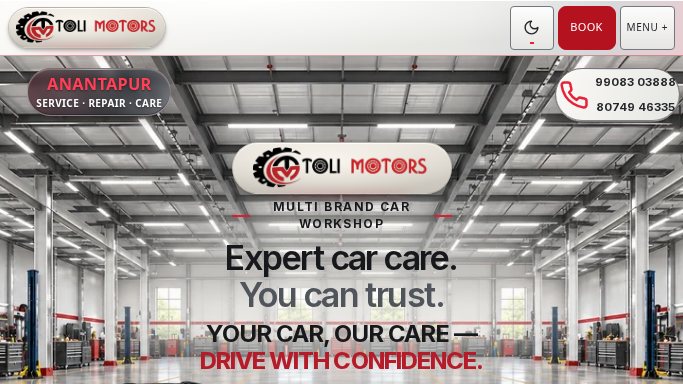 TOLI MOTORS
BOOK
MENU +
ANANTAPUR
SERVICE · REPAIR · CARE
99083 03888
80749 46335
TOLI MOTORS
MULTI BRAND CAR
WORKSHOP
Expert car care.
You can trust.
YOUR CAR, OUR CARE —
DRIVE WITH CONFIDENCE.